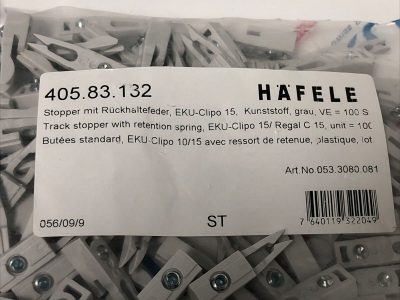 405.83.132
HÄFELE
Stopper mit Rückhaltefeder, EKU-Clipo 15, Kunststoff, grau, VE = 100 S
Track stopper with retention spring, EKU-Clipo 15/ Regal C 15, unit = 100
Butées standard, EKU-Clipo 10/15 avec ressort de retenue, plastique, lot
Art.No.053.3080.081
056/09/9
ST
7 640119 322049